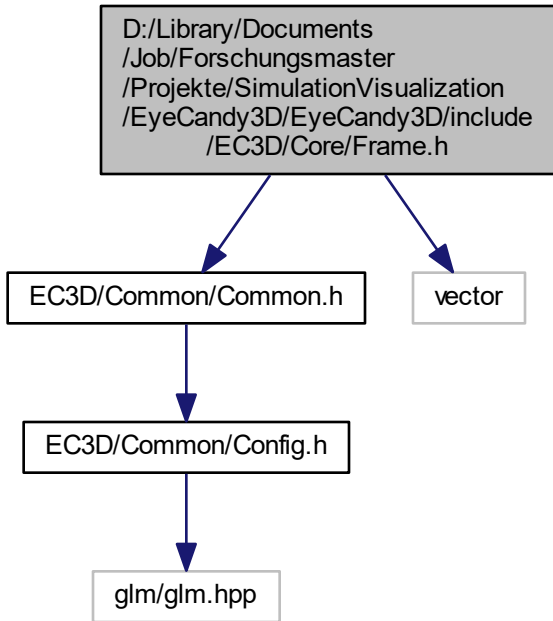 D:/Library/Documents
/Job/Forschungsmaster
/Projekte/SimulationVisualization
/EyeCandy3D/EyeCandy3D/include
/EC3D/Core/Frame.h
EC3D/Common/Common.h
vector
EC3D/Common/Config.h
glm/glm.hpp